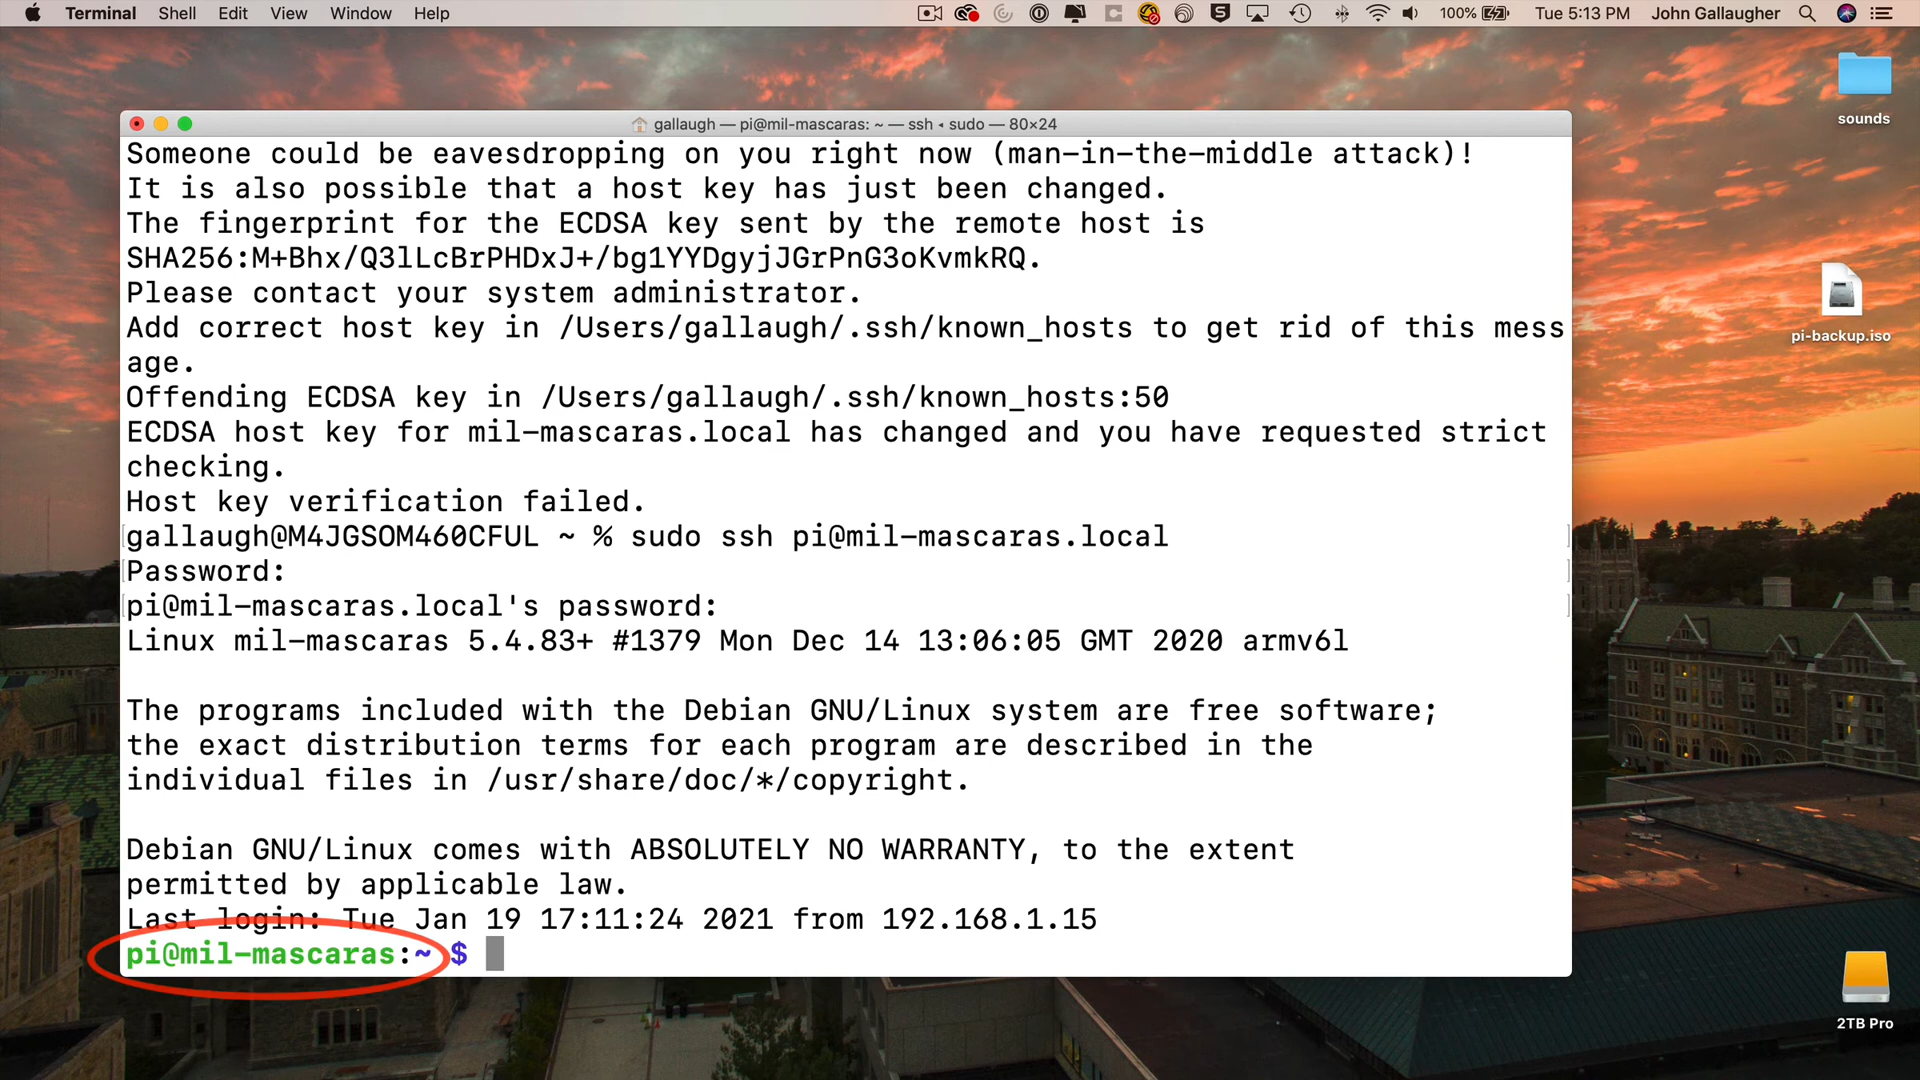 Terminal Shell Edit View Window Help 100% Tue 5:13 PM John Gallaugher
sounds
gallaugh — pi@mil-mascaras: ~ — ssh ◂ sudo — 80×24
Someone could be eavesdropping on you right now (man-in-the-middle attack)!
It is also possible that a host key has just been changed.
The fingerprint for the ECDSA key sent by the remote host is
SHA256:M+Bhx/Q3lLcBrPHDxJ+/bg1YYDgyjJGrPnG3oKvmkRQ.
Please contact your system administrator.
Add correct host key in /Users/gallaugh/.ssh/known_hosts to get rid of this mess
age.
Offending ECDSA key in /Users/gallaugh/.ssh/known_hosts:50
ECDSA host key for mil-mascaras.local has changed and you have requested strict
checking.
Host key verification failed.
gallaugh@M4JGSOM460CFUL ~ % sudo ssh pi@mil-mascaras.local
Password:
pi@mil-mascaras.local's password:
Linux mil-mascaras 5.4.83+ #1379 Mon Dec 14 13:06:05 GMT 2020 armv6l
The programs included with the Debian GNU/Linux system are free software;
the exact distribution terms for each program are described in the
individual files in /usr/share/doc/*/copyright.
Debian GNU/Linux comes with ABSOLUTELY NO WARRANTY, to the extent
permitted by applicable law.
Last login: Tue Jan 19 17:11:24 2021 from 192.168.1.15
pi@mil-mascaras:~ $
pi-backup.iso
2TB Pro